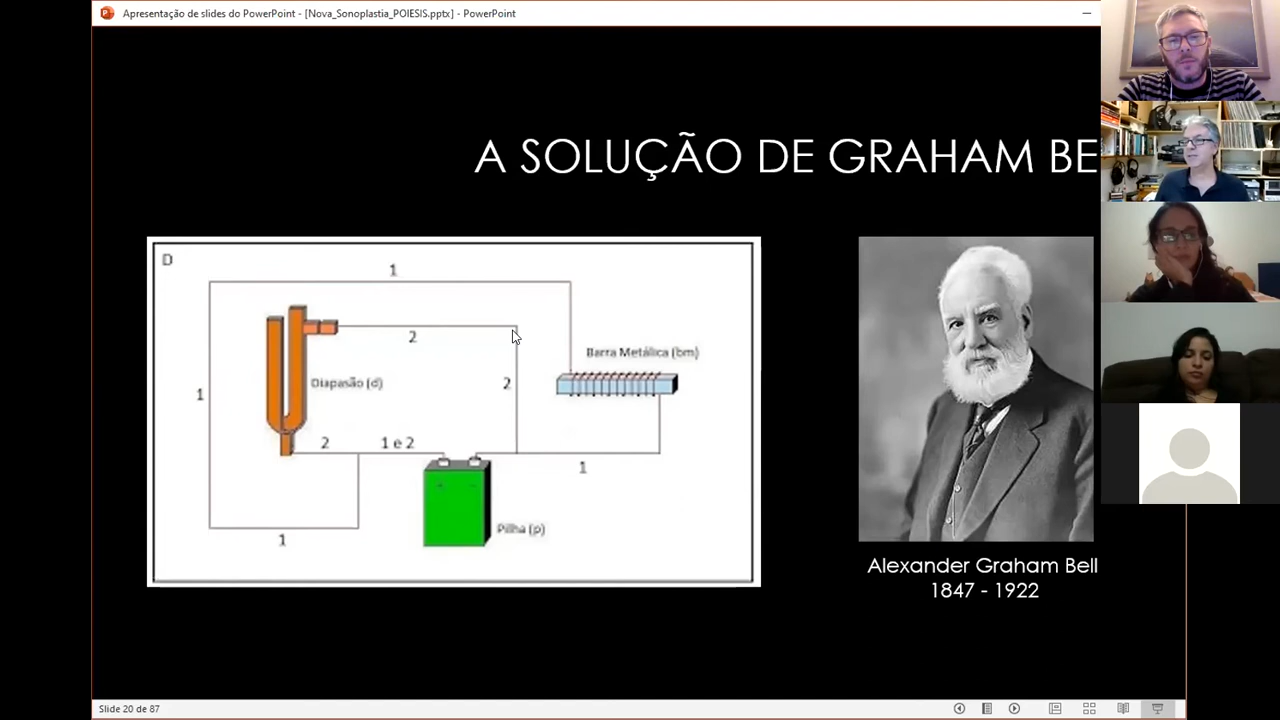 Apresentação de slides do PowerPoint - [Nova_Sonoplastia_POIESIS.pptx] - PowerPoint
A SOLUÇÃO DE GRAHAM BE
D
1
2
Barra Metálica (bm)
Diapasão (d)
2
1
2
1 e 2
1
Pilha (p)
1
Alexander Graham Bell
1847 - 1922
Slide 20 de 87